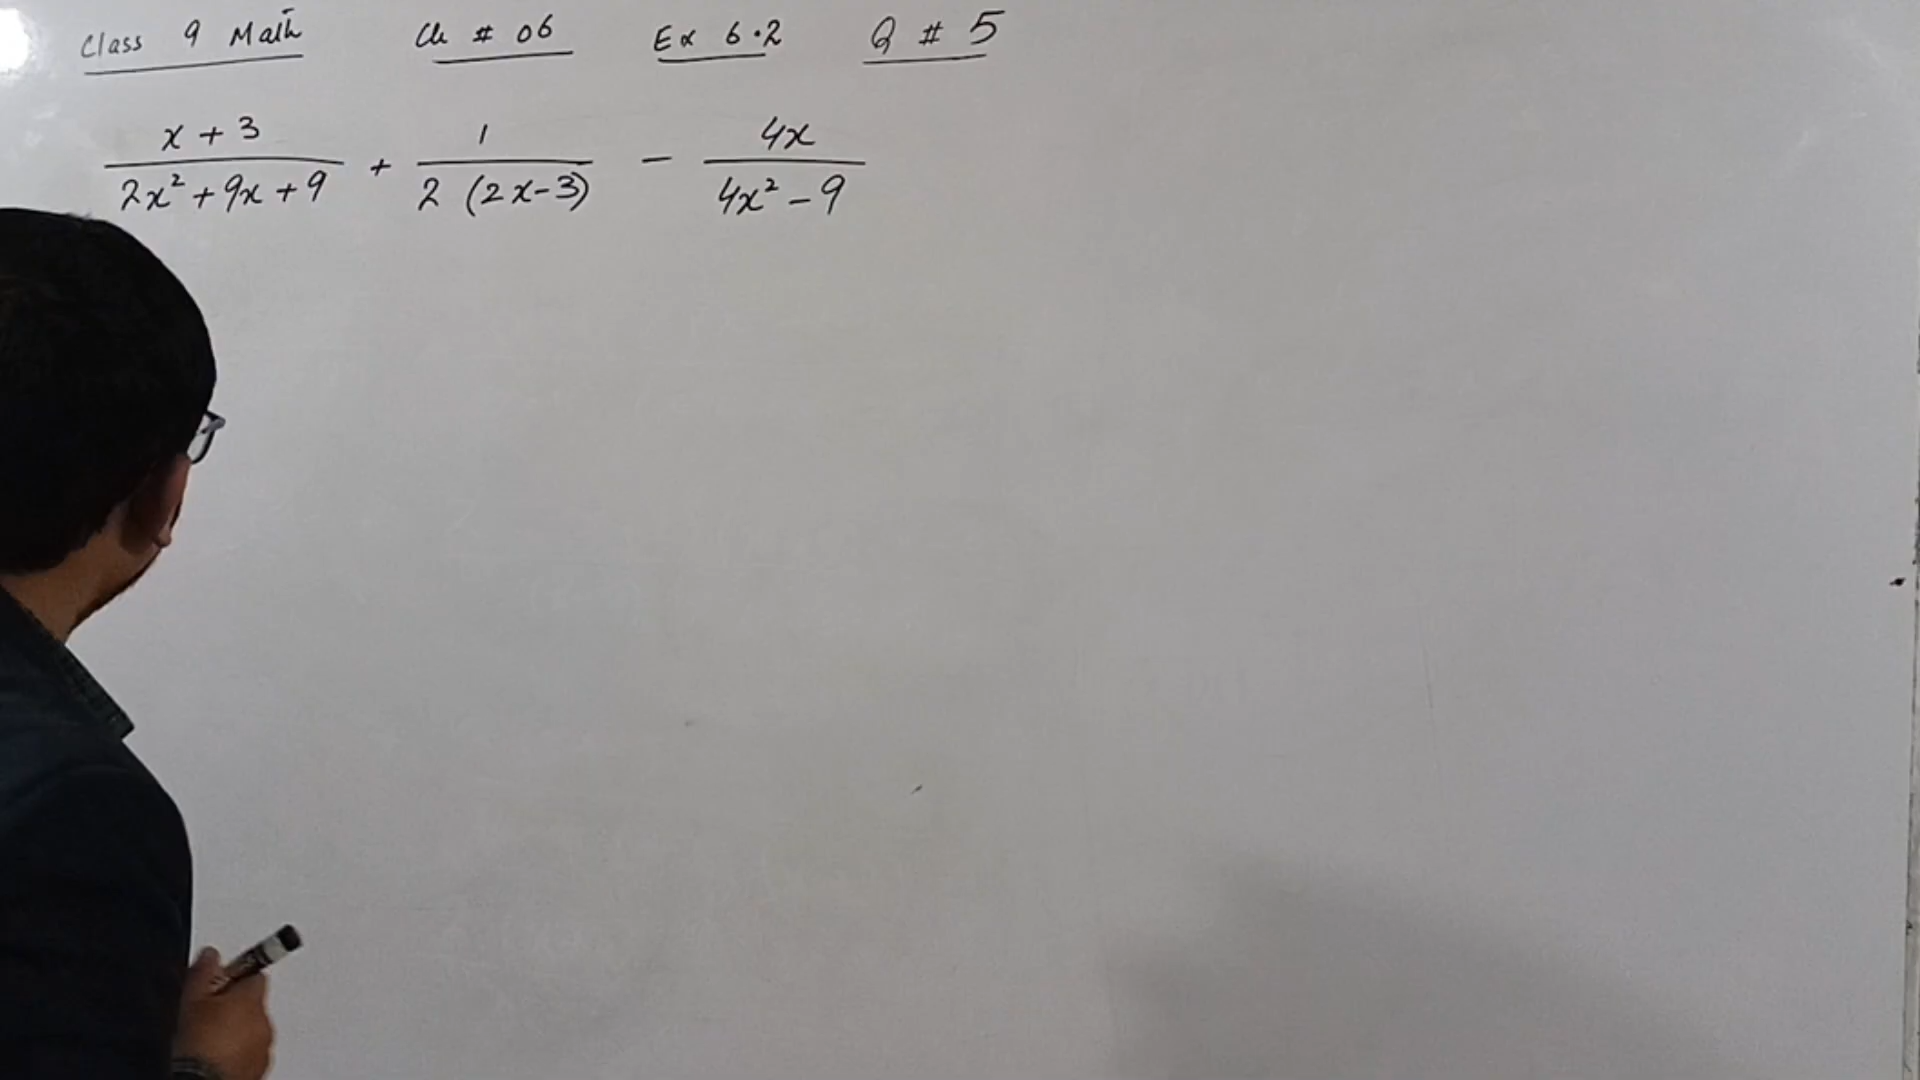 Class 9 Math Ch # 06 Ex 6.2 Q # 5
x + 3 1 4x
——— + ——— - ———
2x² + 9x + 9 2 (2x-3) 4x² - 9